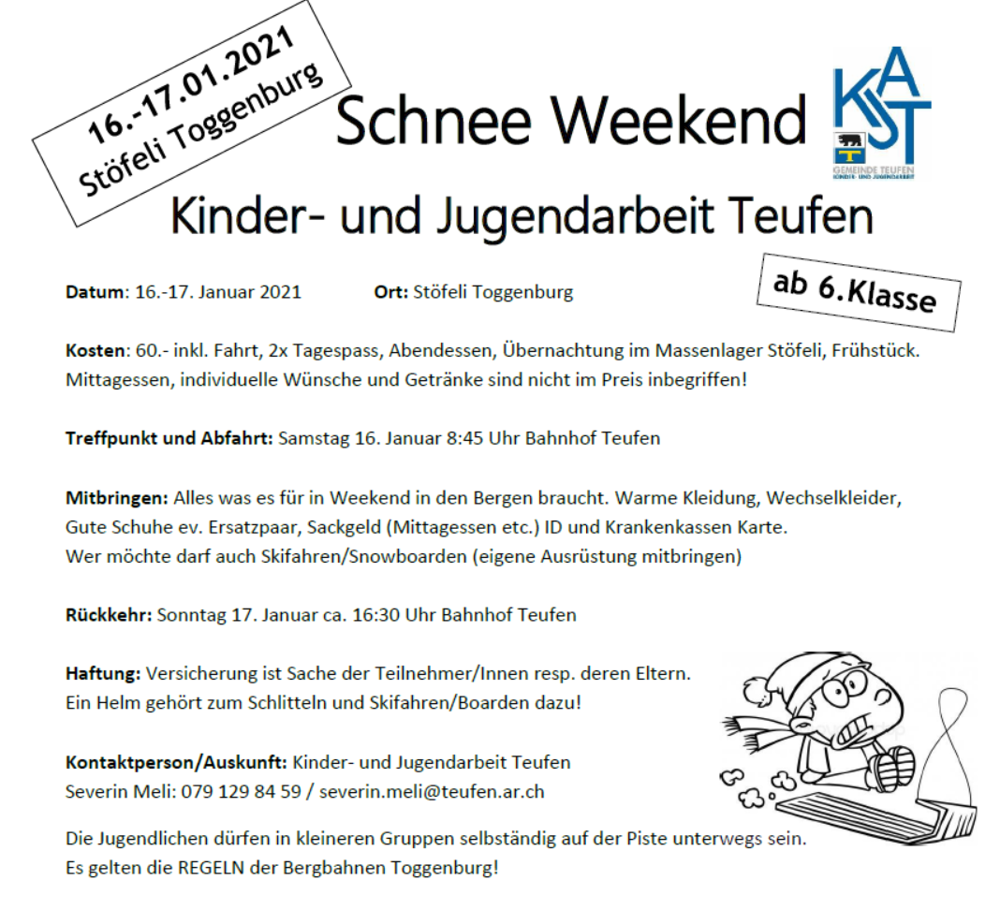 16.-17.01.2021
Stöfeli Toggenburg
Schnee Weekend
KAST
GEMEINDE TEUFEN
KINDER- UND JUGENDARBEIT
Kinder- und Jugendarbeit Teufen
ab 6.Klasse
Datum: 16.-17. Januar 2021 Ort: Stöfeli Toggenburg
Kosten: 60.- inkl. Fahrt, 2x Tagespass, Abendessen, Übernachtung im Massenlager Stöfeli, Frühstück.
Mittagessen, individuelle Wünsche und Getränke sind nicht im Preis inbegriffen!
Treffpunkt und Abfahrt: Samstag 16. Januar 8:45 Uhr Bahnhof Teufen
Mitbringen: Alles was es für in Weekend in den Bergen braucht. Warme Kleidung, Wechselkleider,
Gute Schuhe ev. Ersatzpaar, Sackgeld (Mittagessen etc.) ID und Krankenkassen Karte.
Wer möchte darf auch Skifahren/Snowboarden (eigene Ausrüstung mitbringen)
Rückkehr: Sonntag 17. Januar ca. 16:30 Uhr Bahnhof Teufen
Haftung: Versicherung ist Sache der Teilnehmer/Innen resp. deren Eltern.
Ein Helm gehört zum Schlitteln und Skifahren/Boarden dazu!
Kontaktperson/Auskunft: Kinder- und Jugendarbeit Teufen
Severin Meli: 079 129 84 59 / severin.meli@teufen.ar.ch
Die Jugendlichen dürfen in kleineren Gruppen selbständig auf der Piste unterwegs sein.
Es gelten die REGELN der Bergbahnen Toggenburg!